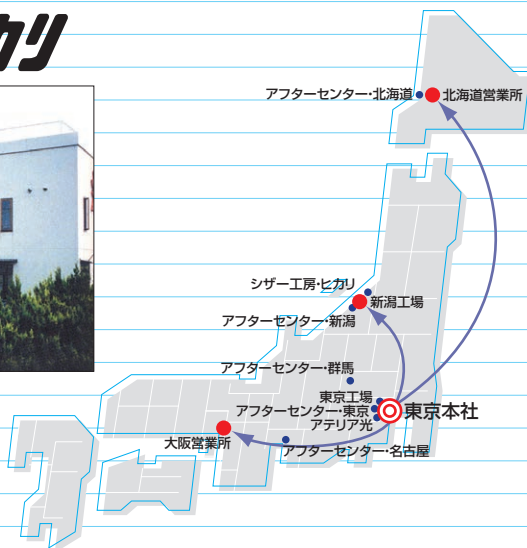 カリ
アフターセンター・北海道
北海道営業所
シザー工房・ヒカリ
新潟工場
アフターセンター・新潟
アフターセンター・群馬
東京工場
アフターセンター・東京
東京本社
アテリア光
大阪営業所
アフターセンター・名古屋